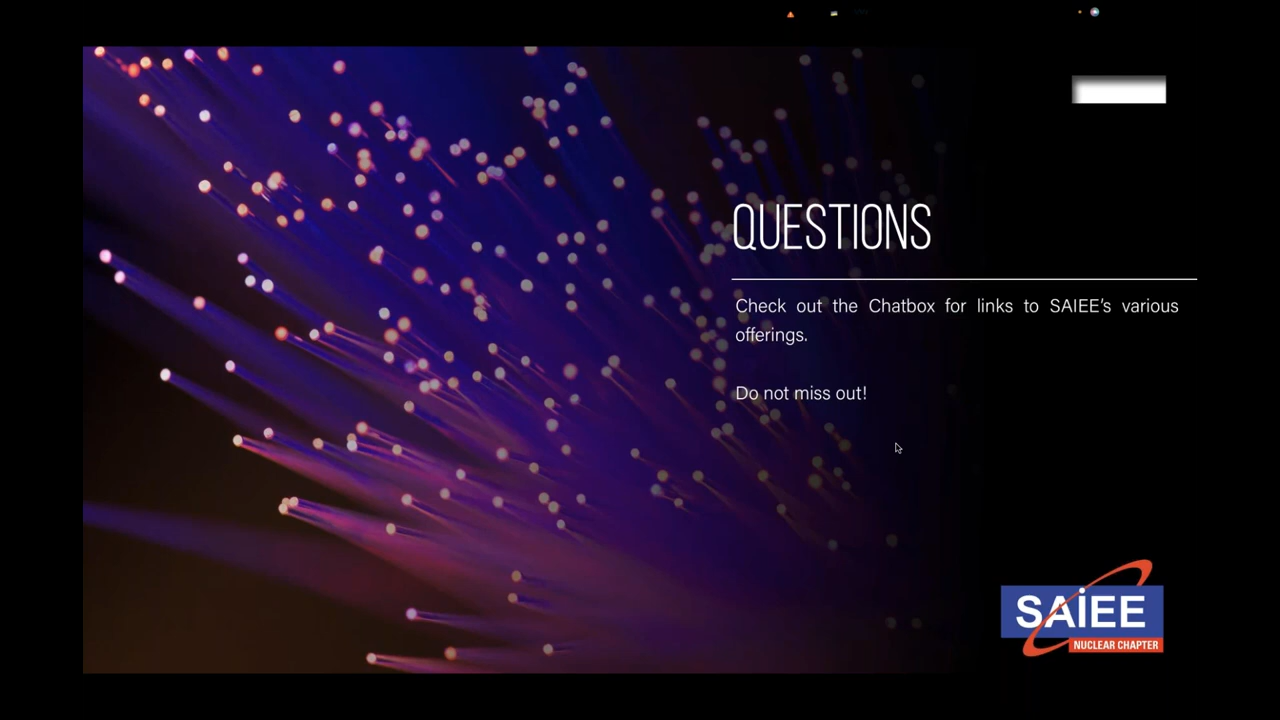 QUESTIONS
Check out the Chatbox for links to SAIEE's various
offerings.
Do not miss out!
SAiEE
NUCLEAR CHAPTER